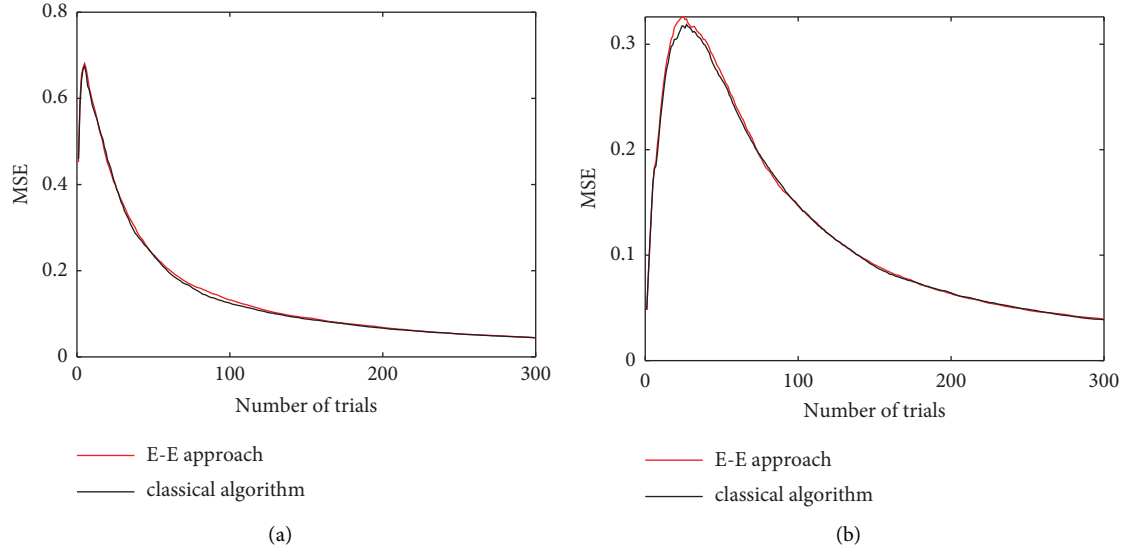 0.8
0.6
0.4
0.2
0
MSE
0
100
200
300
Number of trials
E-E approach
classical algorithm
(a)
0.3
0.2
0.1
0
MSE
0
100
200
300
Number of trials
E-E approach
classical algorithm
(b)